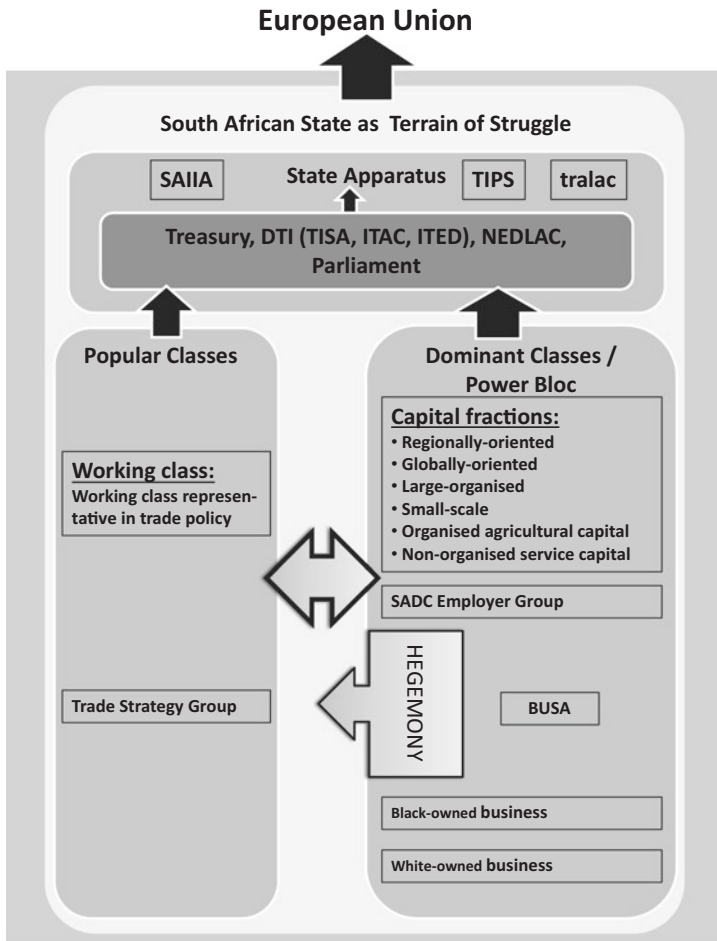 European Union
South African State as Terrain of Struggle
SAIIA
State Apparatus
TIPS
tralac
Treasury, DTI (TISA, ITAC, ITED), NEDLAC,
Parliament
Popular Classes
Working class:
Working class represen-
tative in trade policy
Trade Strategy Group
Dominant Classes /
Power Bloc
Capital fractions:
• Regionally-oriented
• Globally-oriented
• Large-organised
• Small-scale
• Organised agricultural capital
• Non-organised service capital
SADC Employer Group
HEGEMONY
BUSA
Black-owned business
White-owned business